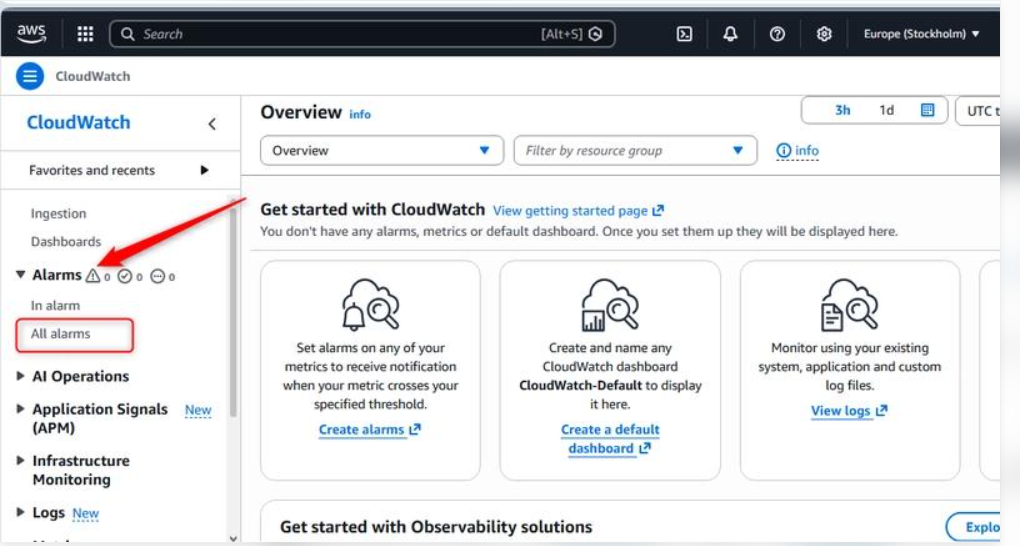 aws
Search [Alt+S] Europe (Stockholm)
CloudWatch
CloudWatch
Favorites and recents
Ingestion
Dashboards
Alarms 0 0 0
In alarm
All alarms
AI Operations
Application Signals New
(APM)
Infrastructure
Monitoring
Logs New
Overview info
3h 1d UTC
Overview
Filter by resource group
info
Get started with CloudWatch View getting started page
You don't have any alarms, metrics or default dashboard. Once you set them up they will be displayed here.
Set alarms on any of your
metrics to receive notification
when your metric crosses your
specified threshold.
Create alarms
Create and name any
CloudWatch dashboard
CloudWatch-Default to display
it here.
Create a default
dashboard
Monitor using your existing
system, application and custom
log files.
View logs
Get started with Observability solutions
Explo